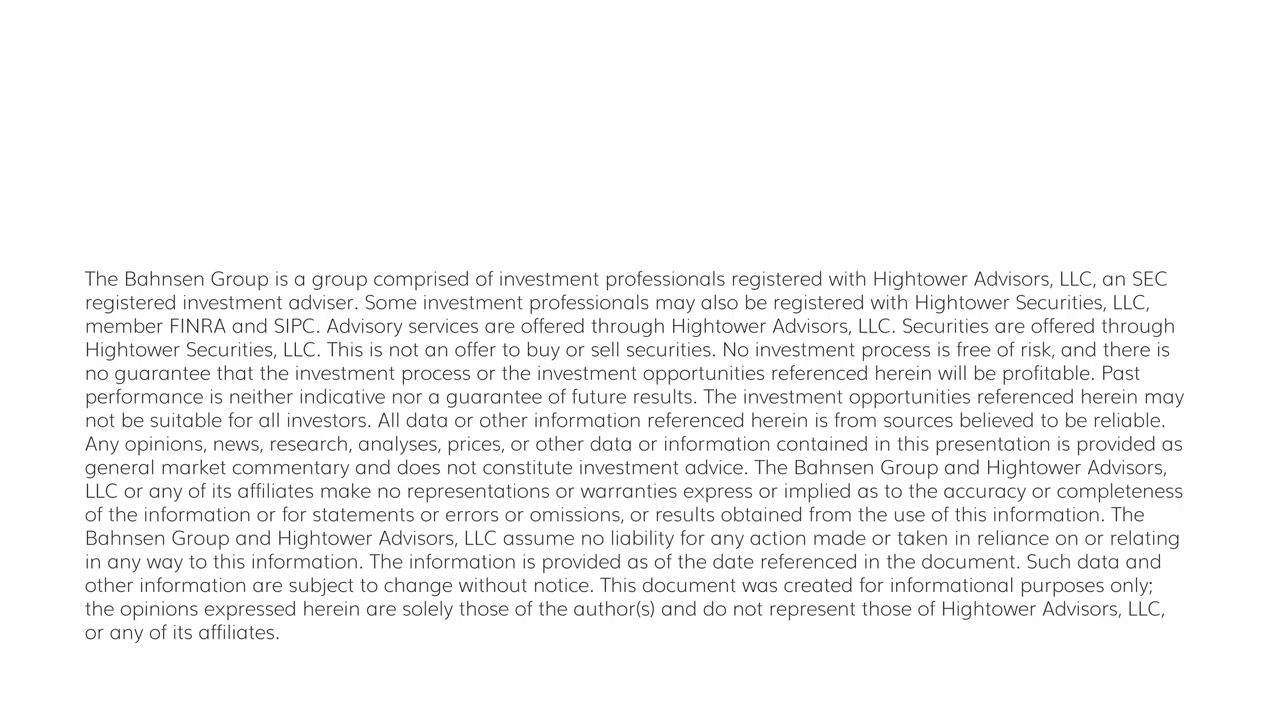 The Bahnsen Group is a group comprised of investment professionals registered with Hightower Advisors, LLC, an SEC
registered investment adviser. Some investment professionals may also be registered with Hightower Securities, LLC,
member FINRA and SIPC. Advisory services are offered through Hightower Advisors, LLC. Securities are offered through
Hightower Securities, LLC. This is not an offer to buy or sell securities. No investment process is free of risk, and there is
no guarantee that the investment process or the investment opportunities referenced herein will be profitable. Past
performance is neither indicative nor a guarantee of future results. The investment opportunities referenced herein may
not be suitable for all investors. All data or other information referenced herein is from sources believed to be reliable.
Any opinions, news, research, analyses, prices, or other data or information contained in this presentation is provided as
general market commentary and does not constitute investment advice. The Bahnsen Group and Hightower Advisors,
LLC or any of its affiliates make no representations or warranties express or implied as to the accuracy or completeness
of the information or for statements or errors or omissions, or results obtained from the use of this information. The
Bahnsen Group and Hightower Advisors, LLC assume no liability for any action made or taken in reliance on or relating
in any way to this information. The information is provided as of the date referenced in the document. Such data and
other information are subject to change without notice. This document was created for informational purposes only;
the opinions expressed herein are solely those of the author(s) and do not represent those of Hightower Advisors, LLC,
or any of its affiliates.